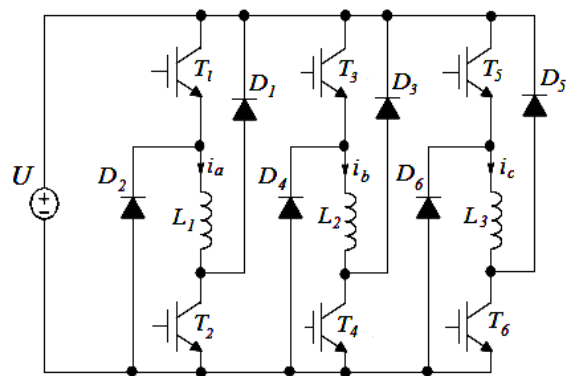 T1 T3 T5
D1 D3 D5
U D2 ia D4 ib D6 ic
L1 L2 L3
T2 T4 T6